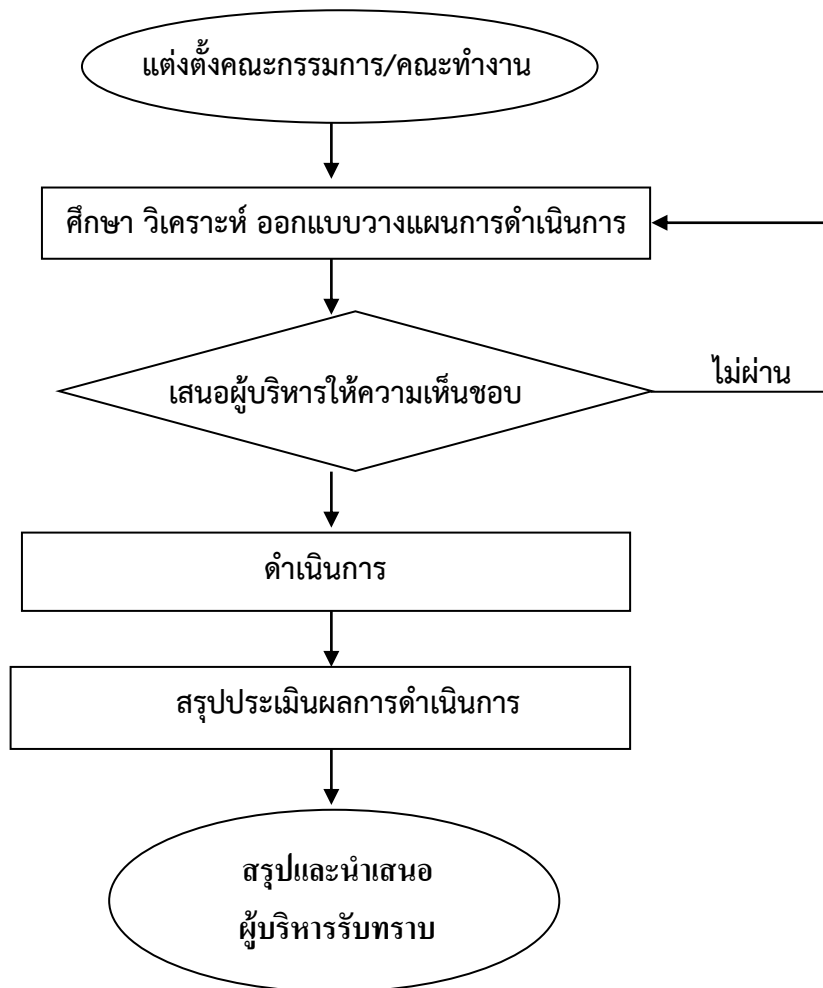 แต่งตั้งคณะกรรมการ/คณะทำงาน
ศึกษา วิเคราะห์ ออกแบบวางแผนการดำเนินการ
เสนอผู้บริหารให้ความเห็นชอบ
ไม่ผ่าน
ดำเนินการ
สรุปประเมินผลการดำเนินการ
สรุปและนำเสนอ
ผู้บริหารรับทราบ